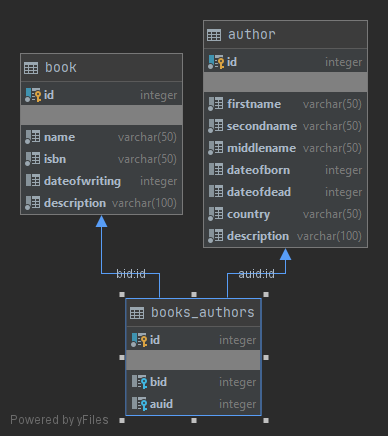 author
id integer
firstname varchar(50)
secondname varchar(50)
middlename varchar(50)
dateofborn integer
dateofdead integer
country varchar(50)
description varchar(100)
book
id integer
name varchar(50)
isbn varchar(50)
dateofwriting integer
description varchar(100)
bid:id
auid:id
books_authors
id integer
bid integer
auid integer
Powered by yFiles